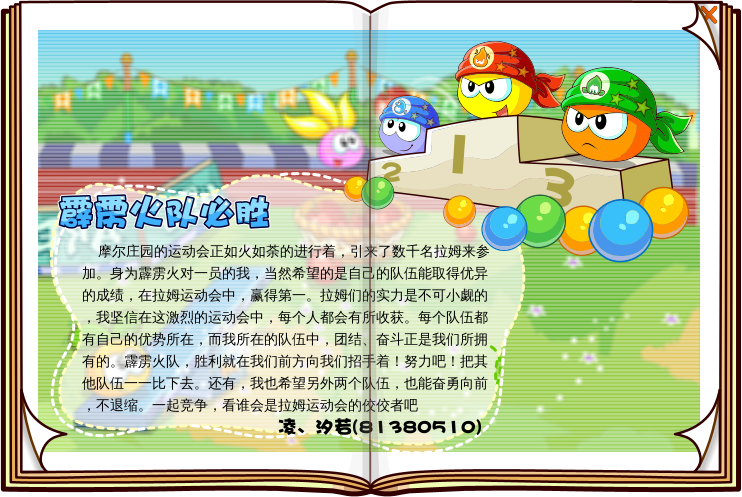 霹雳火队必胜
摩尔庄园的运动会正如火如荼的进行着，引来了数千名拉姆来参
加。身为霹雳火对一员的我，当然希望的是自己的队伍能取得优异
的成绩，在拉姆运动会中，赢得第一。拉姆们的实力是不可小觑的
，我坚信在这激烈的运动会中，每个人都会有所收获。每个队伍都
有自己的优势所在，而我所在的队伍中，团结、奋斗正是我们所拥
有的。霹雳火队，胜利就在我们前方向我们招手着！努力吧！把其
他队伍一一比下去。还有，我也希望另外两个队伍，也能奋勇向前
，不退缩。一起竞争，看谁会是拉姆运动会的佼佼者吧
凌、汐若(81380510)
1
2
3